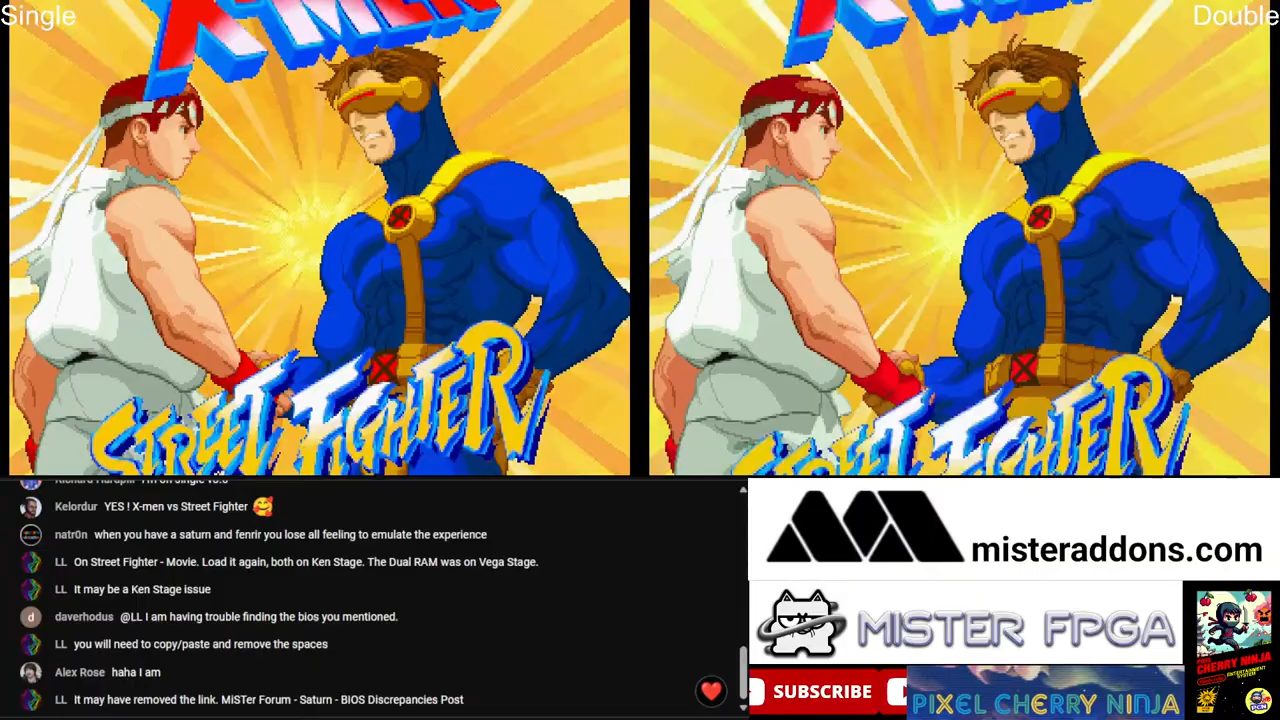 Single
Double
X-MEN
STREET FIGHTER
STREET FIGHTER
Kelordur YES ! X-men vs Street Fighter 🥰
natr0n when you have a saturn and fenrir you lose all feeling to emulate the experience
LL On Street Fighter - Movie. Load it again, both on Ken Stage. The Dual RAM was on Vega Stage.
LL It may be a Ken Stage issue
d daverhodus @LL I am having trouble finding the bios you mentioned.
LL you will need to copy/paste and remove the spaces
Alex Rose haha I am
LL It may have removed the link. MiSTer Forum - Saturn - BIOS Discrepancies Post
misteraddons.com
MISTER FPGA
SUBSCRIBE
PIXEL CHERRY NINJA
CHERRY NINJA